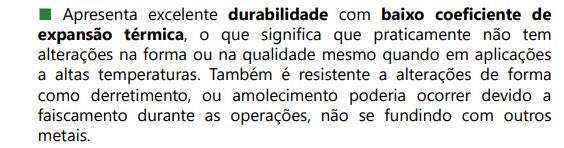 ■ Apresenta excelente durabilidade com baixo coeficiente de
expansão térmica, o que significa que praticamente não tem
alterações na forma ou na qualidade mesmo quando em aplicações
a altas temperaturas. Também é resistente a alterações de forma
como derretimento, ou amolecimento poderia ocorrer devido a
faiscamento durante as operações, não se fundindo com outros
metais.